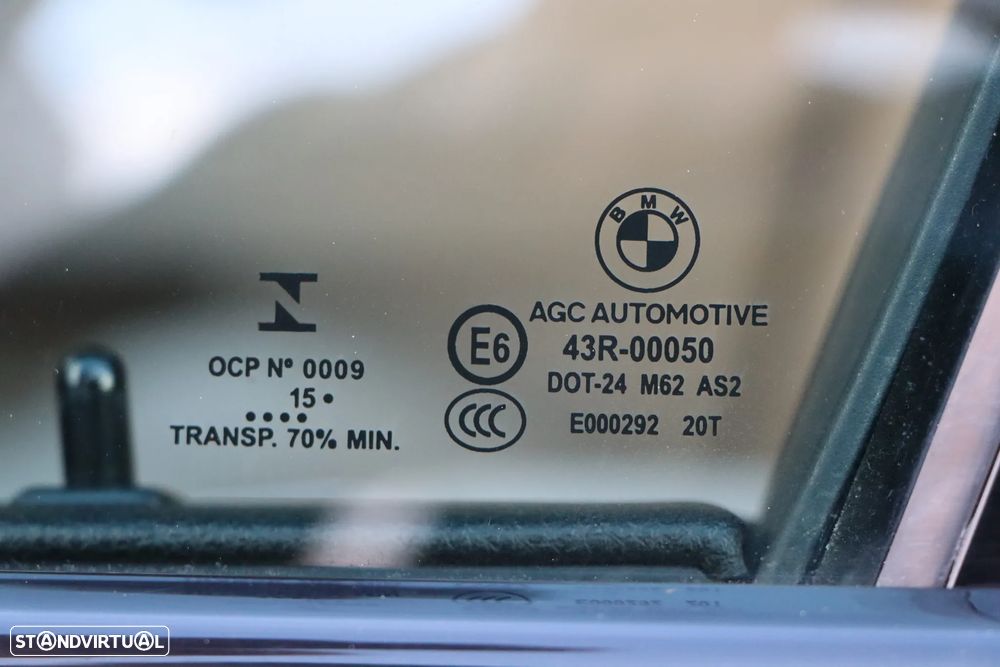 BMW
AGC AUTOMOTIVE
E6 43R-00050
DOT-24 M62 AS2
CCC E000292 20T
N
OCP Nº 0009
15 •
••••
TRANSP. 70% MIN.
STANDVIRTUAL